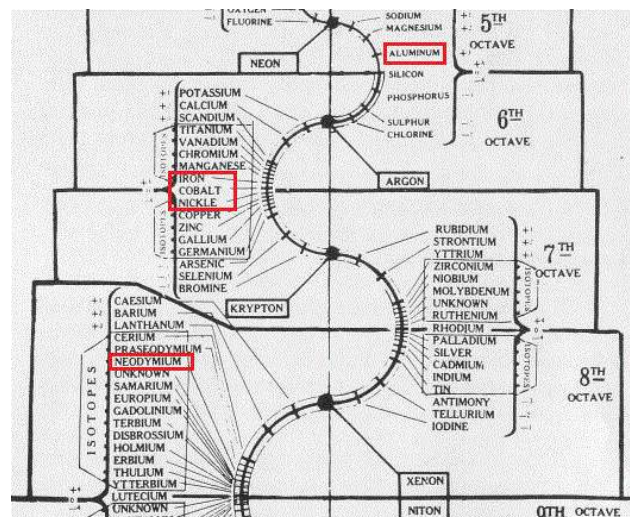 OXYGEN
FLUORINE
NEON
SODIUM
MAGNESIUM
ALUMINUM
SILICON
PHOSPHORUS
SULPHUR
CHLORINE
5TH
OCTAVE
6TH
OCTAVE
ARGON
POTASSIUM
CALCIUM
SCANDIUM
TITANIUM
VANADIUM
CHROMIUM
MANGANESE
IRON
COBALT
NICKLE
COPPER
ZINC
GALLIUM
GERMANIUM
ARSENIC
SELENIUM
BROMINE
ISOTOPES
ISOTOPES
KRYPTON
RUBIDIUM
STRONTIUM
YTTRIUM
ZIRCONIUM
NIOBIUM
MOLYBDENUM
UNKNOWN
RUTHENIUM
RHODIUM
PALLADIUM
SILVER
CADMIUM
INDIUM
TIN
ANTIMONY
TELLURIUM
IODINE
ISOTOPES
ISOTOPES
7TH
OCTAVE
8TH
OCTAVE
CAESIUM
BARIUM
LANTHANUM
CERIUM
PRASEODYMIUM
NEODYMIUM
UNKNOWN
SAMARIUM
EUROPIUM
GADOLINIUM
TERBIUM
DISBROSSIUM
HOLMIUM
ERBIUM
THULIUM
YTTERBIUM
LUTECIUM
UNKNOWN
ISOTOPES
XENON
NITON
9TH OCTAVE